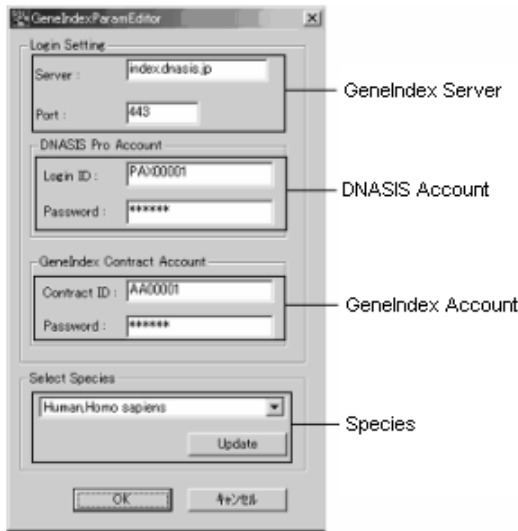 GeneIndexParamEditor
Login Setting
Server : index.dnasis.jp
GeneIndex Server
Port : 443
DNASIS Pro Account
Login ID : PAX00001
DNASIS Account
Password : ******
GeneIndex Contract Account
Contract ID : AA00001
GeneIndex Account
Password : ******
Select Species
Human,Homo sapiens
Species
Update
OK キャンセル